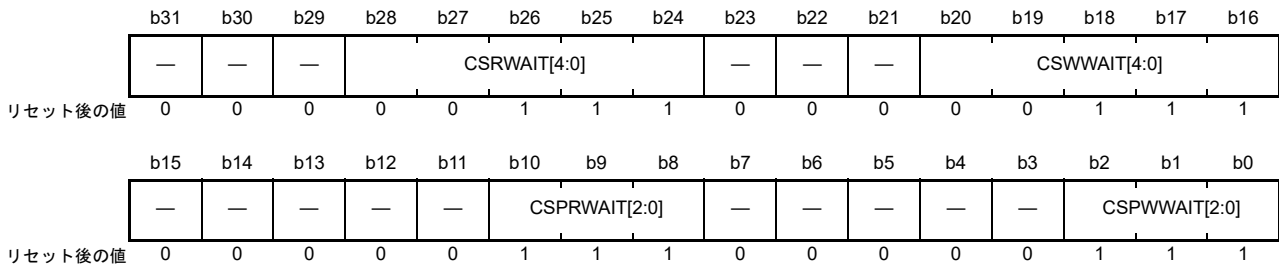 b31 b30 b29 b28 b27 b26 b25 b24 b23 b22 b21 b20 b19 b18 b17 b16
— — — CSRWAIT[4:0] — — — CSWWAIT[4:0]
リセット後の値 0 0 0 0 0 1 1 1 0 0 0 0 0 1 1 1
b15 b14 b13 b12 b11 b10 b9 b8 b7 b6 b5 b4 b3 b2 b1 b0
— — — — — CSPRWAIT[2:0] — — — — — CSPWWAIT[2:0]
リセット後の値 0 0 0 0 0 1 1 1 0 0 0 0 0 1 1 1